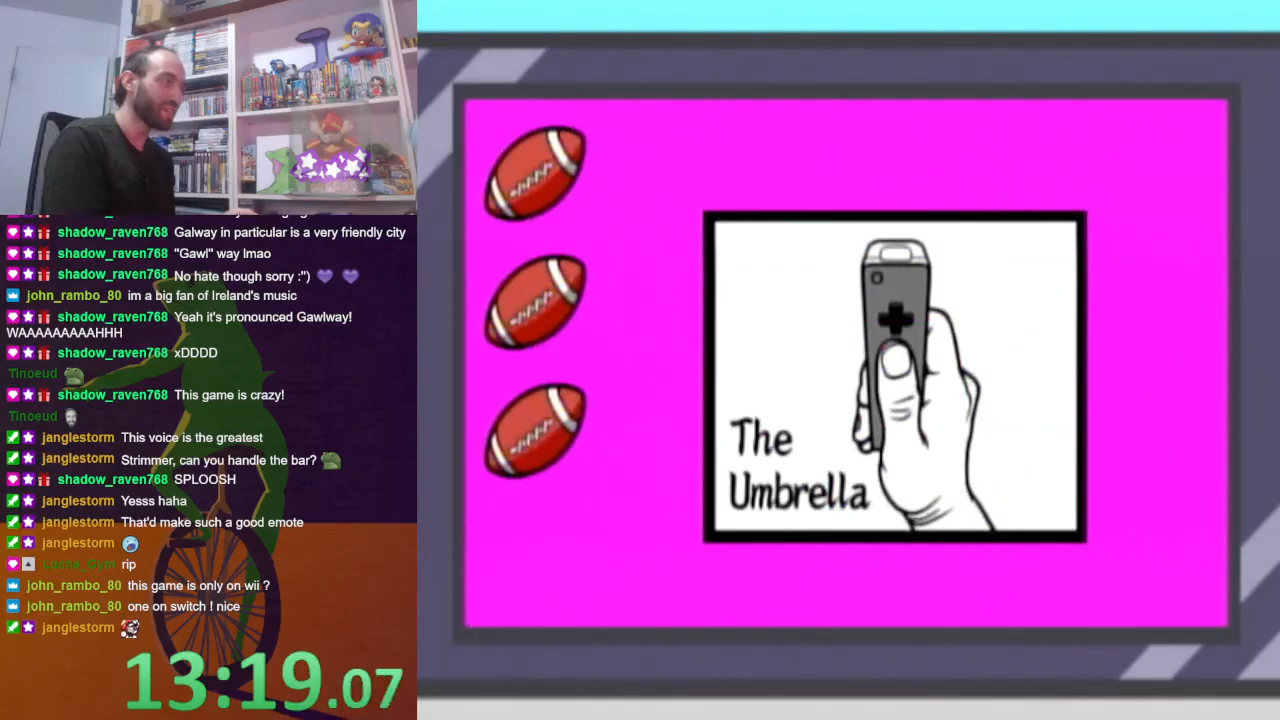 shadow_raven768 Galway in particular is a very friendly city
shadow_raven768 "Gawl" way lmao
shadow_raven768 No hate though sorry :")
john_rambo_80 im a big fan of Ireland's music
shadow_raven768 Yeah it's pronounced Gawlway!
WAAAAAAAAAHHH
shadow_raven768 xDDDD
Tinoeud
shadow_raven768 This game is crazy!
Tinoeud
janglestorm This voice is the greatest
janglestorm Strimmer, can you handle the bar?
shadow_raven768 SPLOOSH
janglestorm Yesss haha
janglestorm That'd make such a good emote
janglestorm
rip
john_rambo_80 this game is only on wii ?
john_rambo_80 one on switch ! nice
janglestorm
13:19.07
The
Umbrella